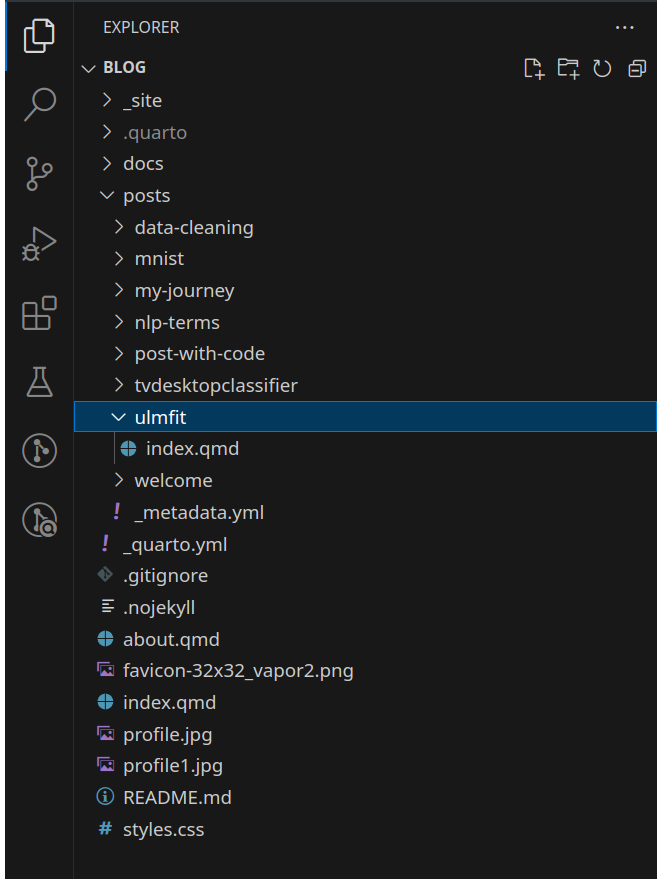 EXPLORER
BLOG
_site
.quarto
docs
posts
data-cleaning
mnist
my-journey
nlp-terms
post-with-code
tvdesktopclassifier
ulmfit
index.qmd
welcome
! _metadata.yml
! _quarto.yml
.gitignore
.nojekyll
about.qmd
favicon-32x32_vapor2.png
index.qmd
profile.jpg
profile1.jpg
README.md
# styles.css